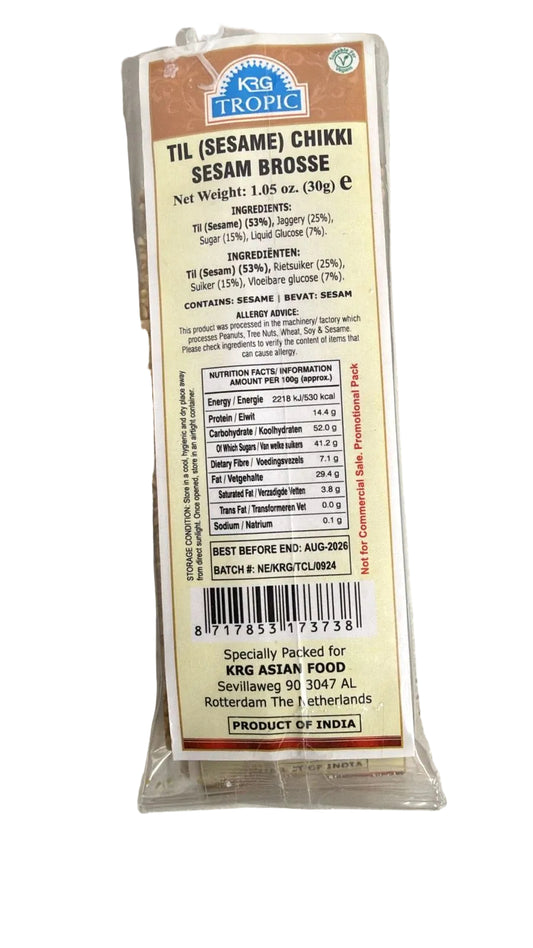 KRG
TROPIC
Suitable For
Vegans
TIL (SESAME) CHIKKI
SESAM BROSSE
Net Weight: 1.05 oz. (30g) e
INGREDIENTS:
Til (Sesame) (53%), Jaggery (25%),
Sugar (15%), Liquid Glucose (7%).
INGREDIËNTEN:
Til (Sesam) (53%), Rietsuiker (25%),
Suiker (15%), Vloeibare glucose (7%).
CONTAINS: SESAME | BEVAT: SESAM
ALLERGY ADVICE:
This product was processed in the machinery/ factory which
processes Peanuts, Tree Nuts, Wheat, Soy & Sesame.
Please check ingredients to verify the content of items that
can cause allergy.
NUTRITION FACTS/ INFORMATION
AMOUNT PER 100g (approx.)
Energy / Energie 2218 kJ/530 kcal
Protein / Eiwit 14.4 g
Carbohydrate / Koolhydraten 52.0 g
Of Which Sugars / Van welke suikers 41.2 g
Dietary Fibre / Voedingsvezels 7.1 g
Fat / Vetgehalte 29.4 g
Saturated Fat / Verzadigde Vetten 3.8 g
Trans Fat / Transformeren Vet 0.0 g
Sodium / Natrium 0.1 g
STORAGE CONDITION: Store in a cool, hygienic and dry place away
from direct sunlight. Once opened, store in an airtight container.
Not for Commercial Sale. Promotional Pack
BEST BEFORE END: AUG-2026
BATCH #: NE/KRG/TCL/0924
8 717853 173738
Specially Packed for
KRG ASIAN FOOD
Sevillaweg 90 3047 AL
Rotterdam The Netherlands
PRODUCT OF INDIA